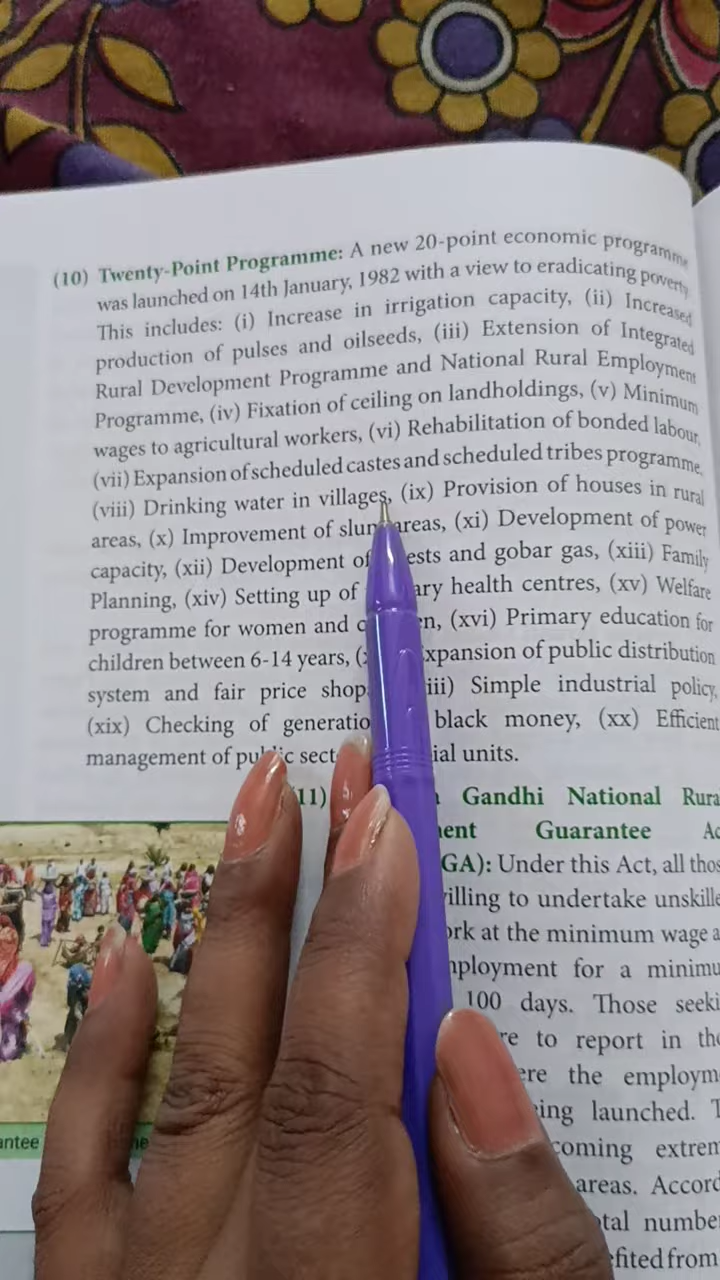 (10) Twenty-Point Programme: A new 20-point economic programme
was launched on 14th January, 1982 with a view to eradicating poverty.
This includes: (i) Increase in irrigation capacity, (ii) Increased
production of pulses and oilseeds, (iii) Extension of Integrated
Rural Development Programme and National Rural Employment
Programme, (iv) Fixation of ceiling on landholdings, (v) Minimum
wages to agricultural workers, (vi) Rehabilitation of bonded labour,
(vii) Expansion of scheduled castes and scheduled tribes programme,
(viii) Drinking water in villages, (ix) Provision of houses in rural
areas, (x) Improvement of slum areas, (xi) Development of power
capacity, (xii) Development of ests and gobar gas, (xiii) Family
Planning, (xiv) Setting up of ary health centres, (xv) Welfare
programme for women and c en, (xvi) Primary education for
children between 6-14 years, ( xpansion of public distribution
system and fair price shop iii) Simple industrial policy,
(xix) Checking of generatio black money, (xx) Efficient
management of public sect ial units.
(11) Gandhi National Rura
ent Guarantee Ac
GA): Under this Act, all thos
illing to undertake unskille
ork at the minimum wage a
mployment for a minimu
100 days. Those seeki
re to report in the
ere the employm
ing launched. T
coming extrem
areas. Accord
otal number
efited from
antee